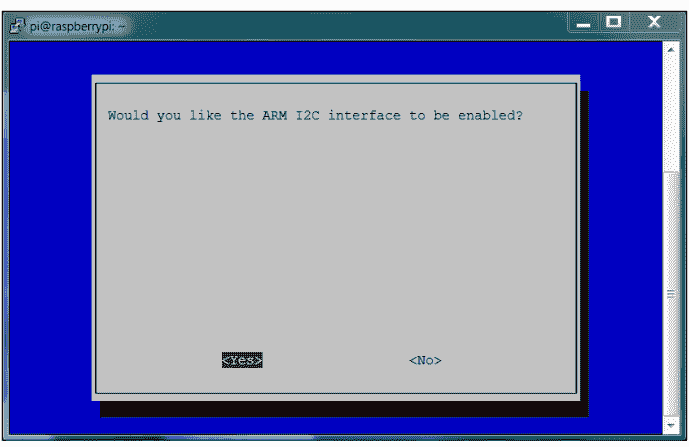 pi@raspberrypi: ~
Would you like the ARM I2C interface to be enabled?
<Yes> <No>